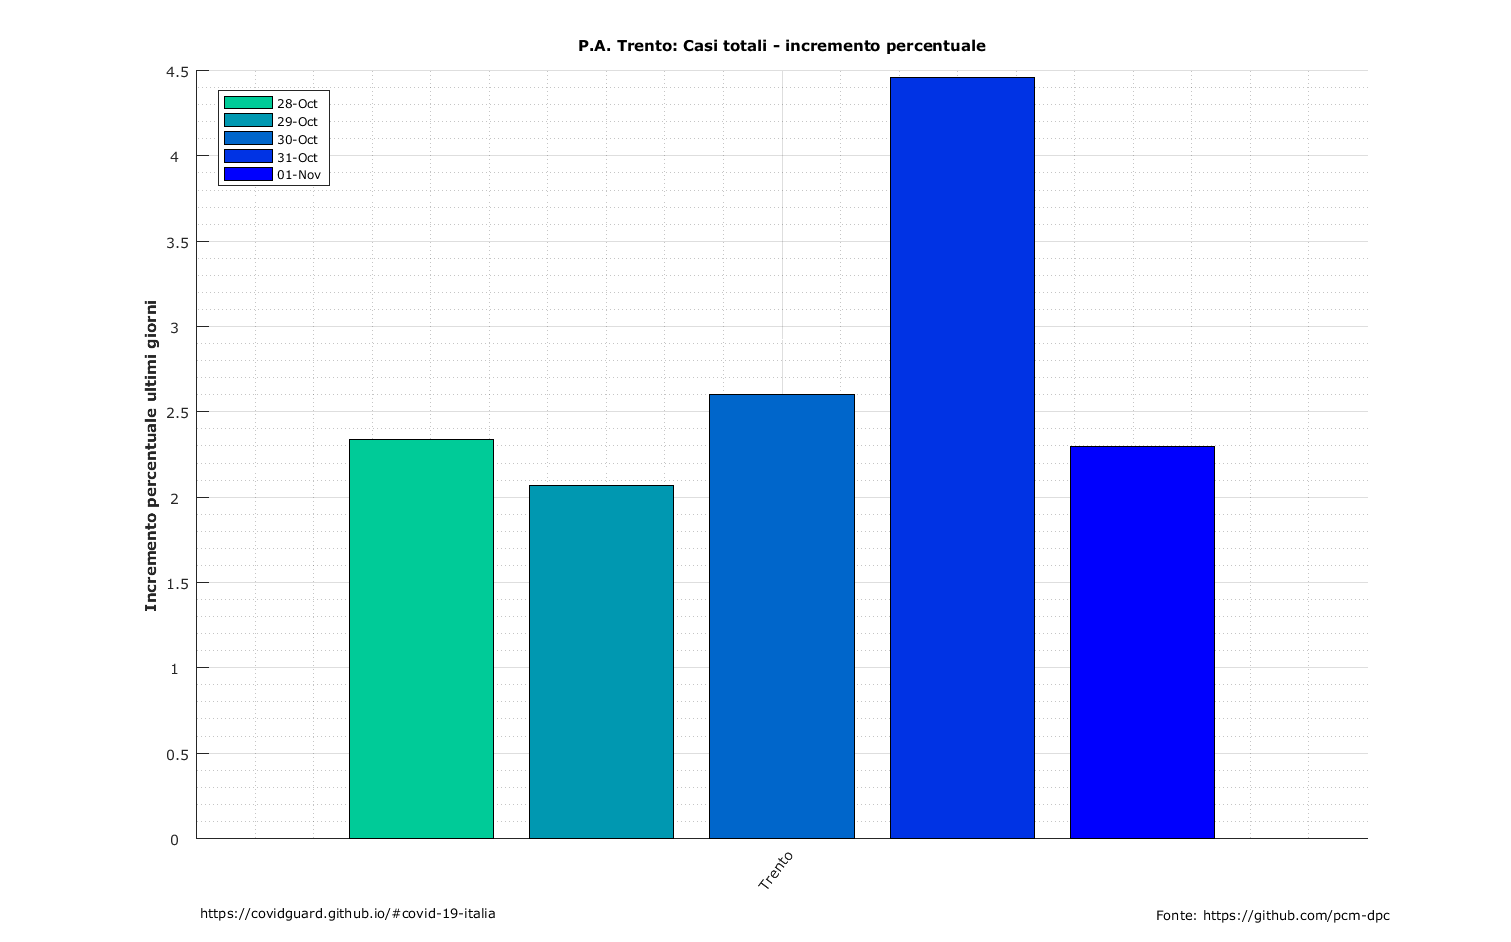 P.A. Trento: Casi totali - incremento percentuale
4.5
4
3.5
3
2.5
2
1.5
1
0.5
0
28-Oct
29-Oct
30-Oct
31-Oct
01-Nov
Incremento percentuale ultimi giorni
Trento
https://covidguard.github.io/#covid-19-italia
Fonte: https://github.com/pcm-dpc